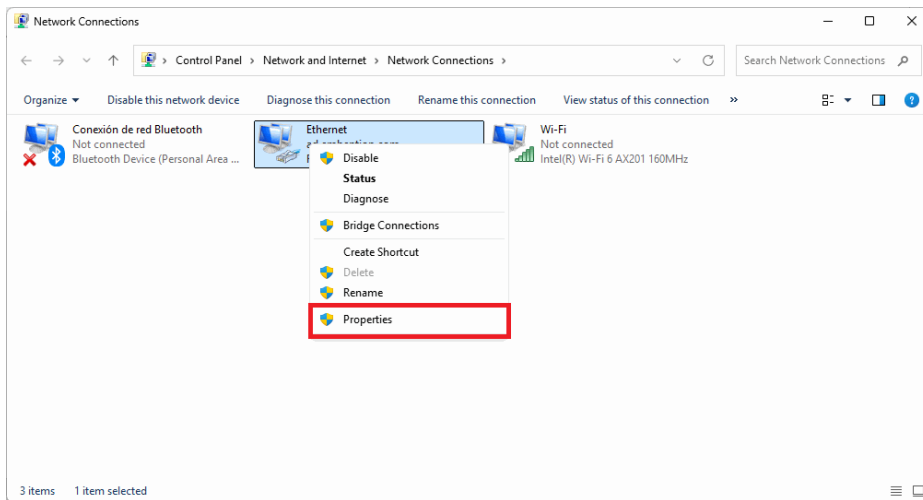 Network Connections
Control Panel > Network and Internet > Network Connections >
Search Network Connections
Organize
Disable this network device
Diagnose this connection
Rename this connection
View status of this connection
»
Conexión de red Bluetooth
Not connected
Bluetooth Device (Personal Area ...
Ethernet
Wi-Fi
Not connected
Intel(R) Wi-Fi 6 AX201 160MHz
Disable
Status
Diagnose
Bridge Connections
Create Shortcut
Delete
Rename
Properties
3 items
1 item selected